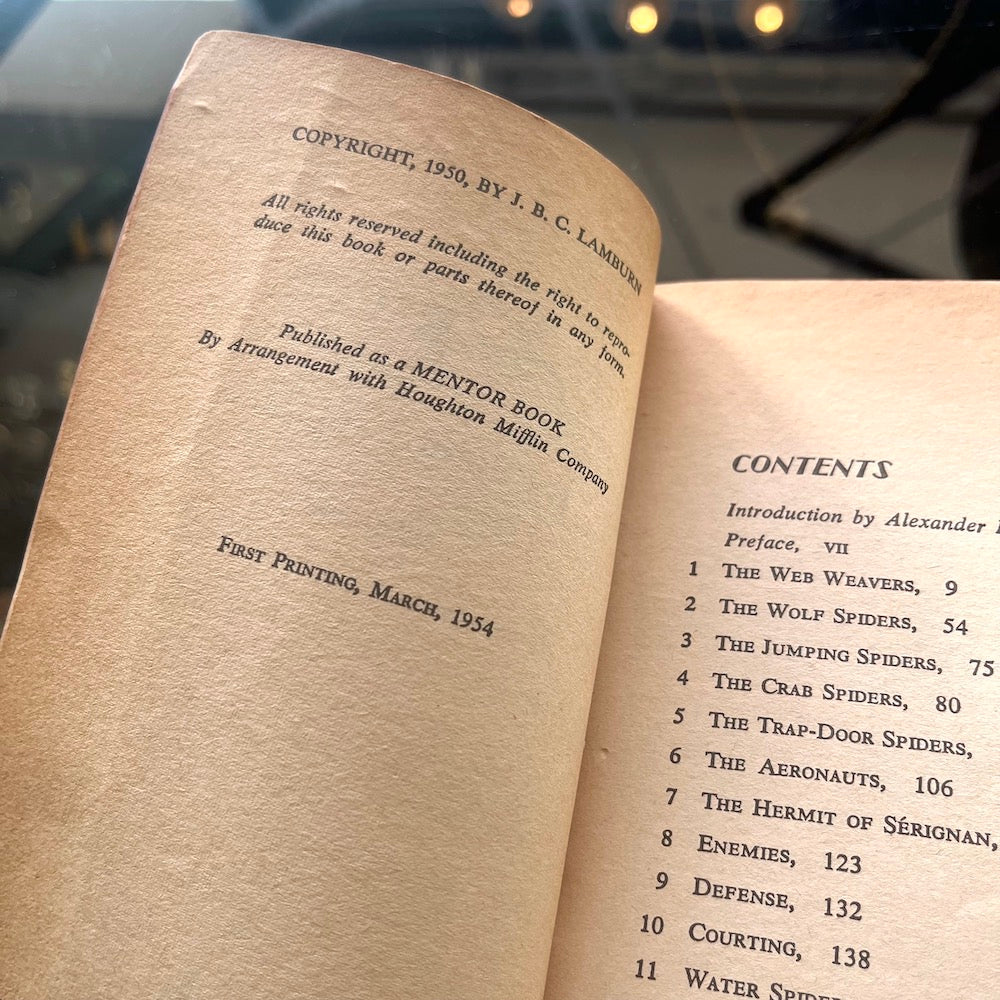 COPYRIGHT, 1950, BY J. B. C. LAMBURN
All rights reserved including the right to repro-
duce this book or parts thereof in any form.
Published as a MENTOR BOOK
By Arrangement with Houghton Mifflin Company
FIRST PRINTING, MARCH, 1954
CONTENTS
Introduction by Alexander
Preface, VII
1 THE WEB WEAVERS, 9
2 THE WOLF SPIDERS, 54
3 THE JUMPING SPIDERS, 75
4 THE CRAB SPIDERS, 80
5 THE TRAP-DOOR SPIDERS,
6 THE AERONAUTS, 106
7 THE HERMIT OF SÉRIGNAN,
8 ENEMIES, 123
9 DEFENSE, 132
10 COURTING, 138
11 WATER